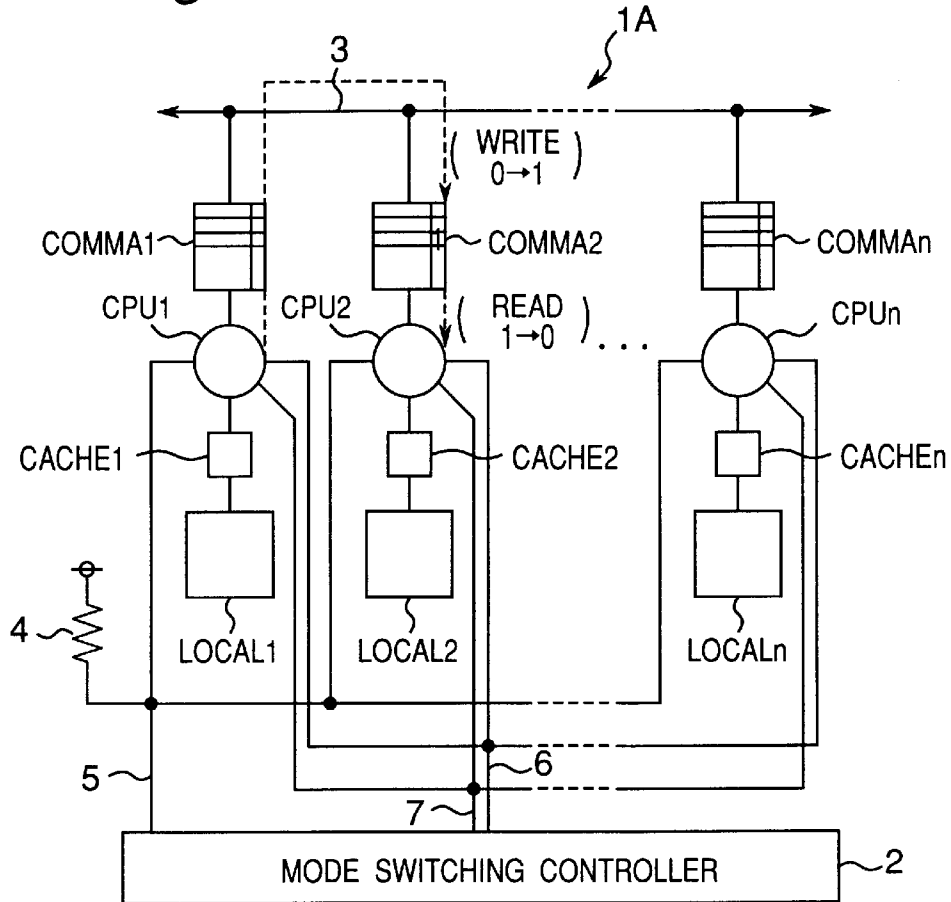 1A
3
( WRITE )
0→1
COMMA1
COMMA2
COMMAn
CPU1
CPU2
( READ )
1→0
...
CPUn
CACHE1
CACHE2
CACHEn
4
LOCAL1
LOCAL2
LOCALn
5
6
7
MODE SWITCHING CONTROLLER
2